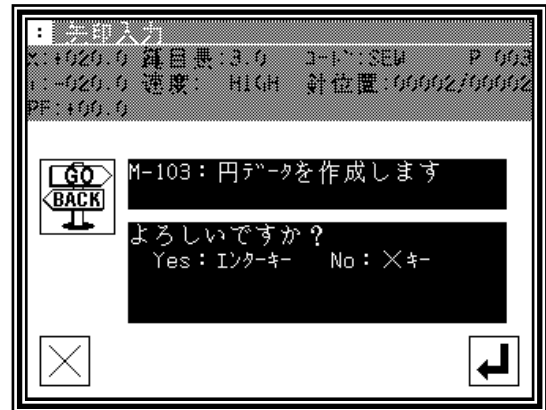 : 矢印入力
X:+020.0 縫目長:3.0 コード:SEW P 003
Y:-020.0 速度: HIGH 針位置:00002/00002
PF:+00.0
GO
BACK
M-103:円データを作成します
よろしいですか?
Yes:エンターキー No:×キー